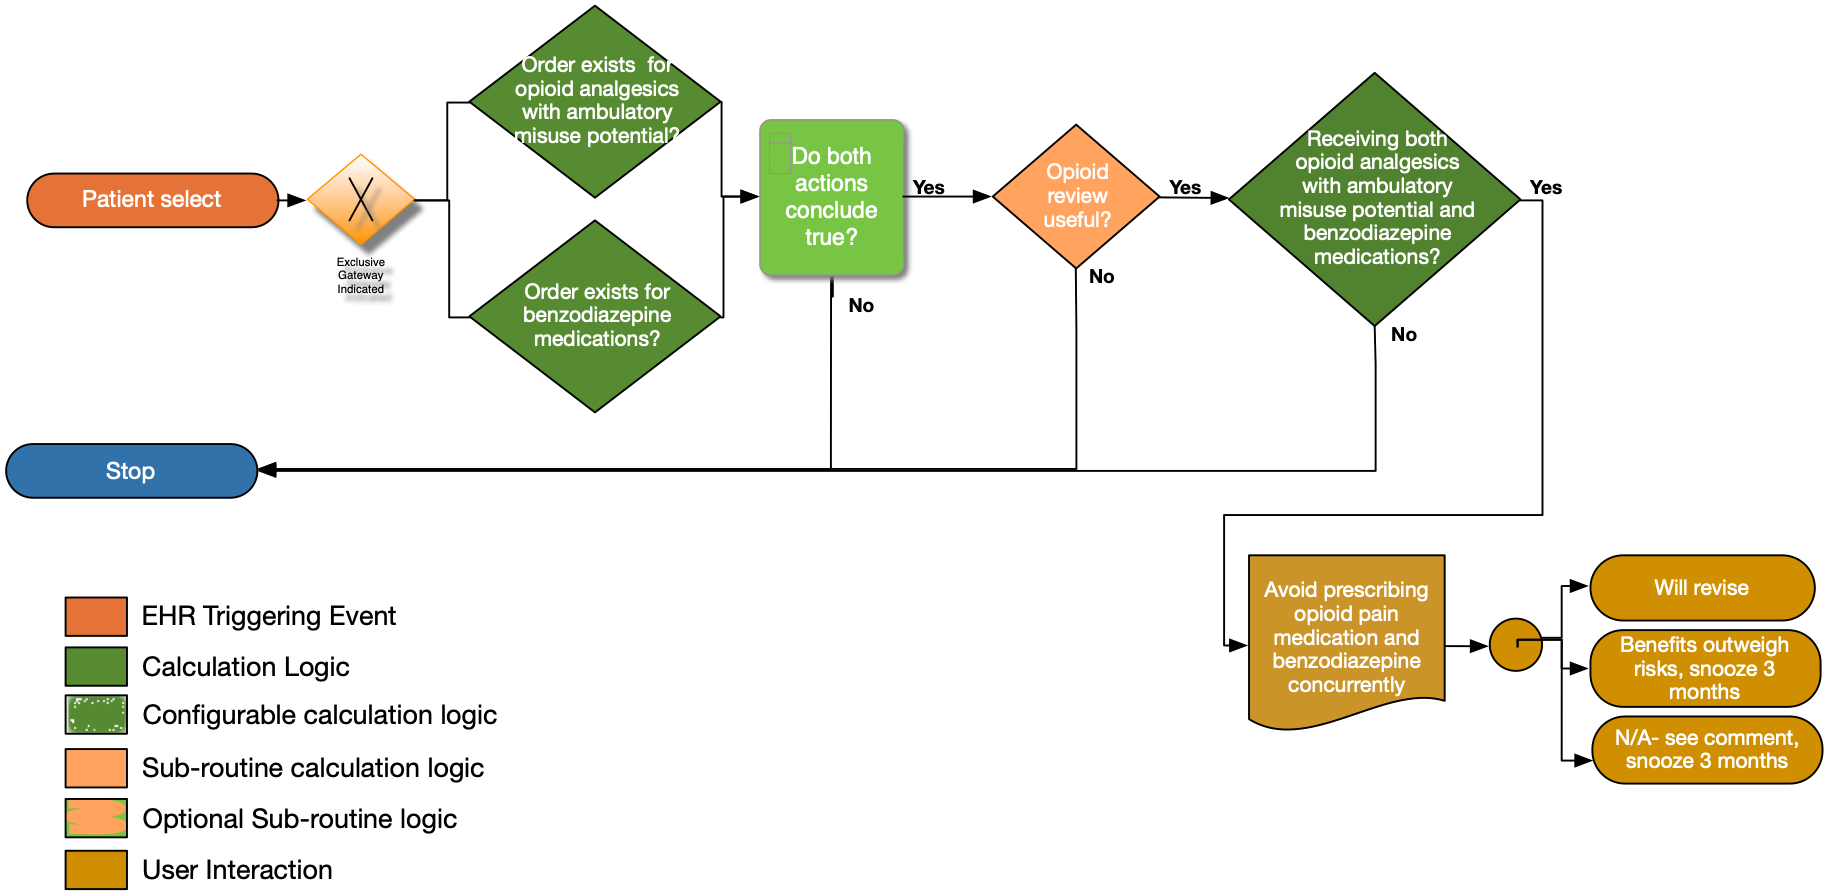 Order exists for
opioid analgesics
with ambulatory
misuse potential?
Patient select
Exclusive
Gateway
Indicated
Order exists for
benzodiazepine
medications?
Do both
actions
conclude
true?
Yes
No
Opioid
review
useful?
Yes
No
Receiving both
opioid analgesics
with ambulatory
misuse potential and
benzodiazepine
medications?
Yes
No
Stop
Avoid prescribing
opioid pain
medication and
benzodiazepine
concurrently
Will revise
Benefits outweigh
risks, snooze 3
months
N/A- see comment,
snooze 3 months
EHR Triggering Event
Calculation Logic
Configurable calculation logic
Sub-routine calculation logic
Optional Sub-routine logic
User Interaction